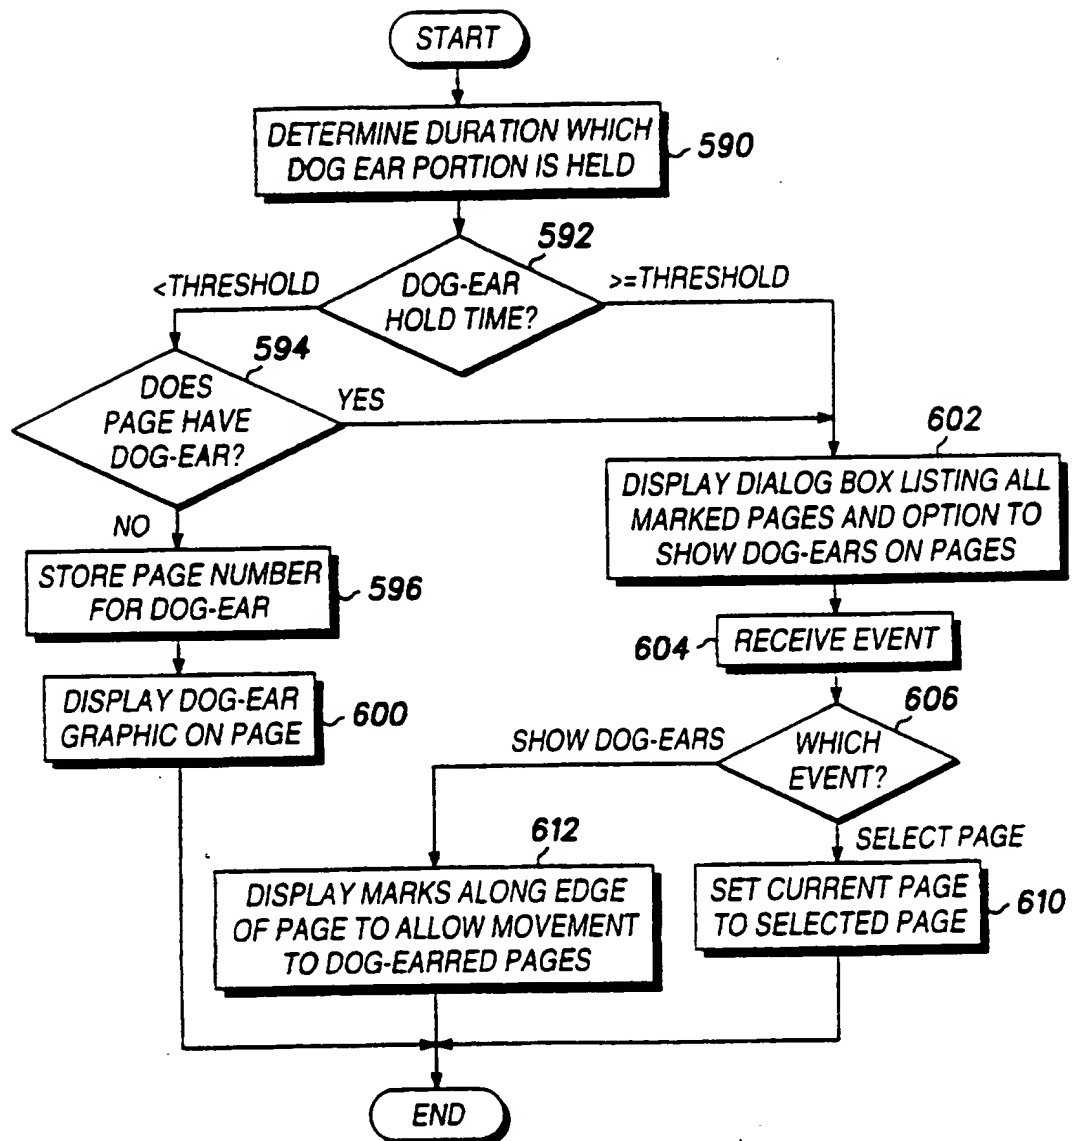 START
DETERMINE DURATION WHICH
DOG EAR PORTION IS HELD
590
592
<THRESHOLD
DOG-EAR
HOLD TIME?
>=THRESHOLD
594
DOES
PAGE HAVE
DOG-EAR?
YES
NO
602
DISPLAY DIALOG BOX LISTING ALL
MARKED PAGES AND OPTION TO
SHOW DOG-EARS ON PAGES
STORE PAGE NUMBER
FOR DOG-EAR
596
604
RECEIVE EVENT
DISPLAY DOG-EAR
GRAPHIC ON PAGE
600
606
SHOW DOG-EARS
WHICH
EVENT?
SELECT PAGE
612
DISPLAY MARKS ALONG EDGE
OF PAGE TO ALLOW MOVEMENT
TO DOG-EARRED PAGES
SET CURRENT PAGE
TO SELECTED PAGE
610
END